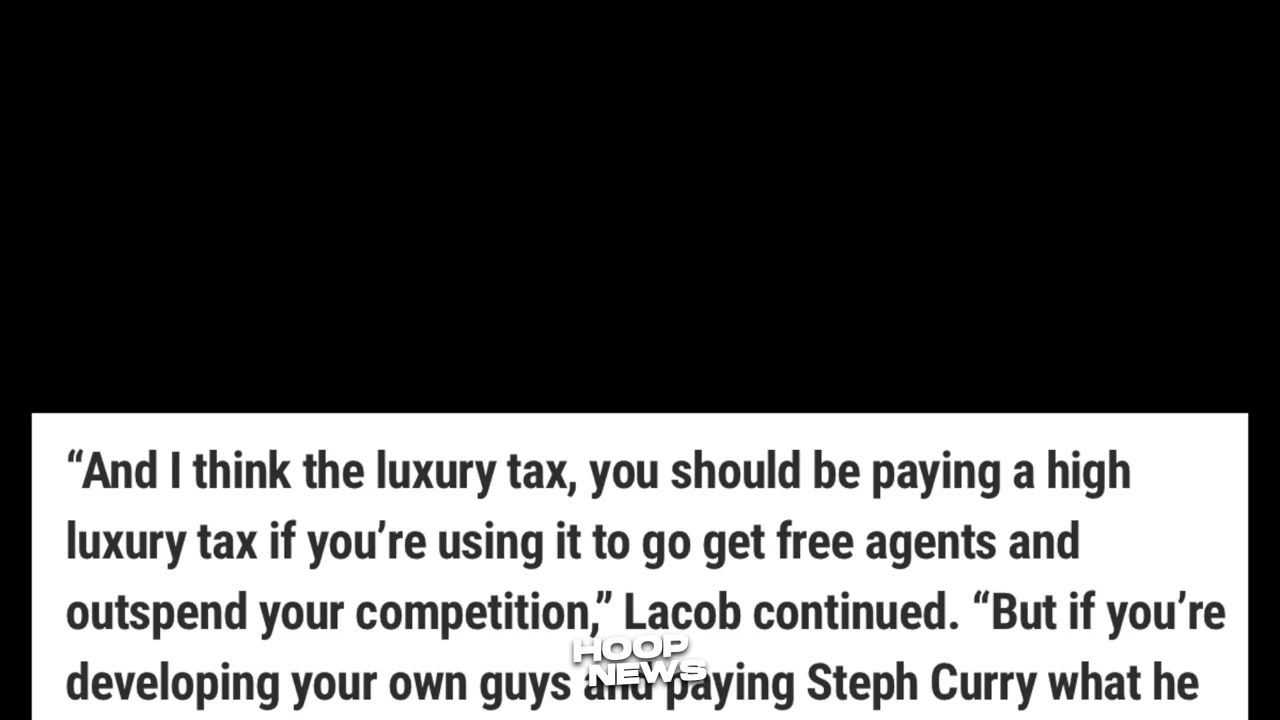 “And I think the luxury tax, you should be paying a high
luxury tax if you’re using it to go get free agents and
outspend your competition,” Lacob continued. “But if you’re
developing your own guys and paying Steph Curry what he
HOOP
NEWS